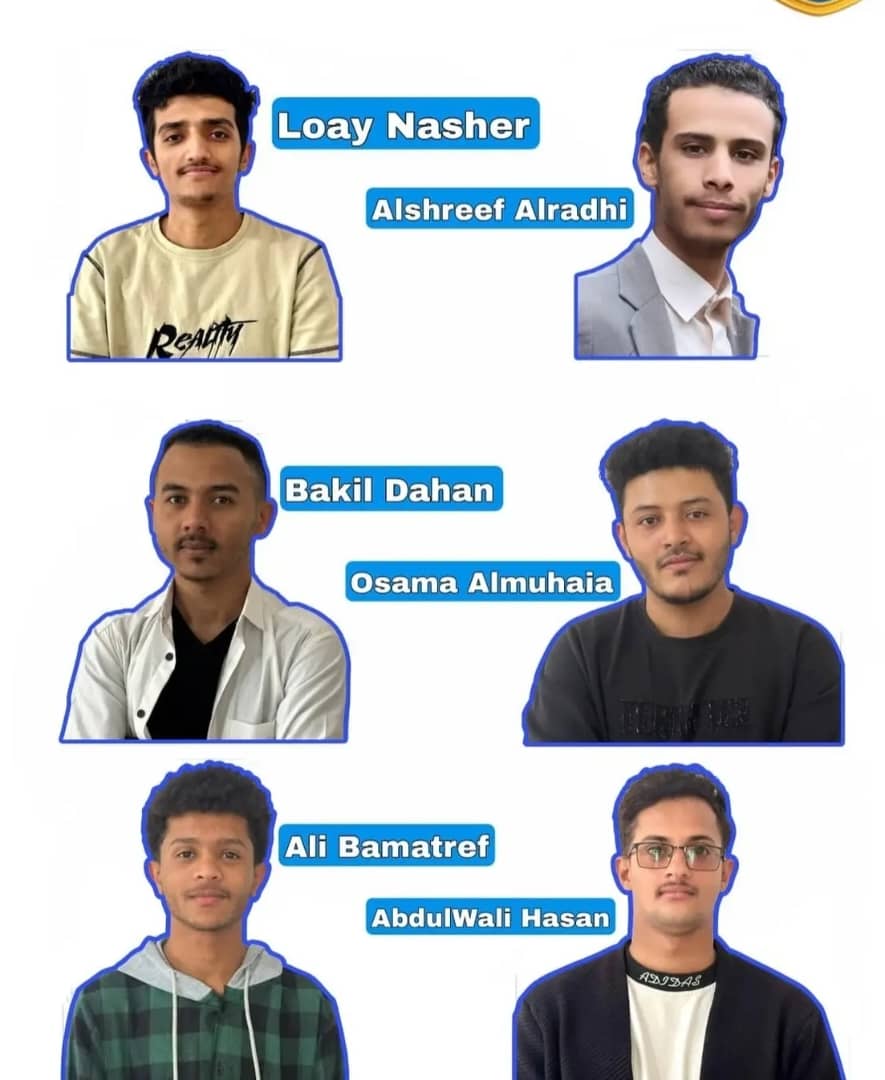 Loay Nasher
Alshreef Alradhi
REALITY
Bakil Dahan
Osama Almuhaia
Ali Bamatref
AbdulWali Hasan
ADIDAS